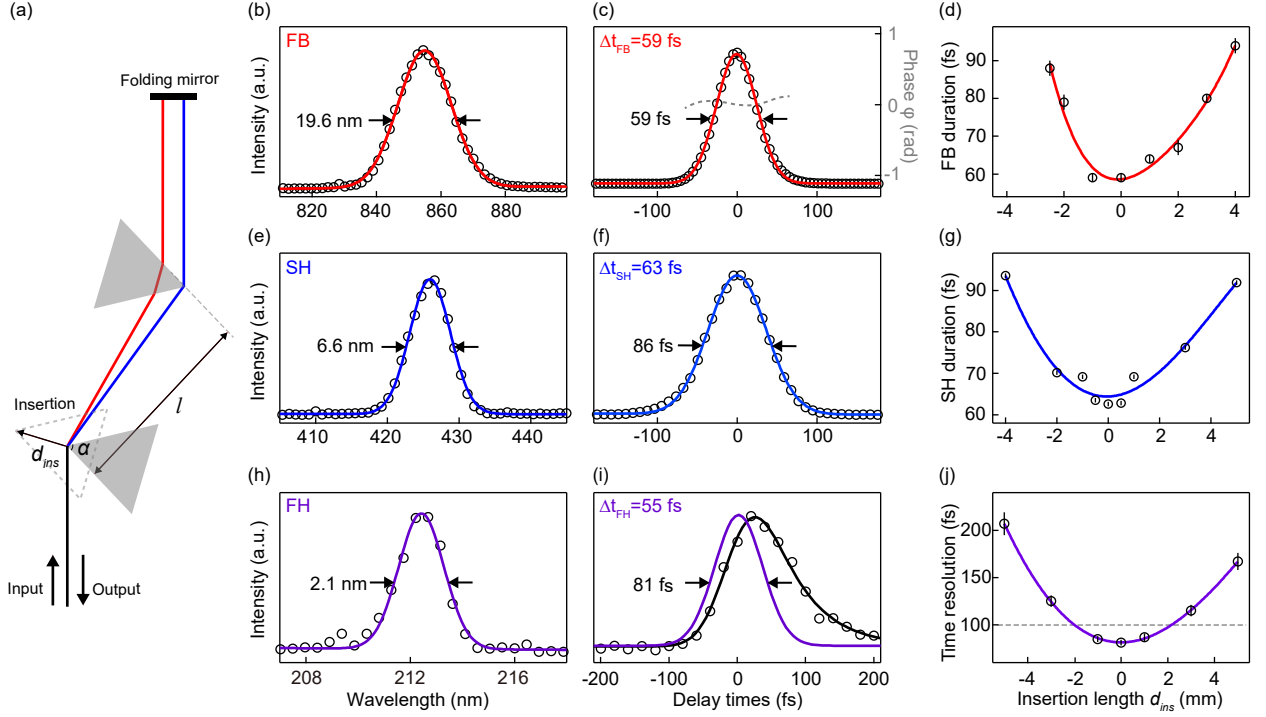 (a)
Folding mirror
Insertion
d_ins
α
l
Input
Output
(b)
Intensity (a.u.)
FB
19.6 nm
820 840 860 880
(c)
Δt_FB=59 fs
59 fs
-100 0 100
1
0
-1
Phase φ (rad)
(d)
FB duration (fs)
90
80
70
60
-4 -2 0 2 4
(e)
Intensity (a.u.)
SH
6.6 nm
410 420 430 440
(f)
Δt_SH=63 fs
86 fs
-100 0 100
(g)
SH duration (fs)
90
80
70
60
-4 -2 0 2 4
(h)
Intensity (a.u.)
FH
2.1 nm
208 212 216
Wavelength (nm)
(i)
Δt_FH=55 fs
81 fs
-200 -100 0 100 200
Delay times (fs)
(j)
Time resolution (fs)
200
150
100
-4 -2 0 2 4
Insertion length d_ins (mm)